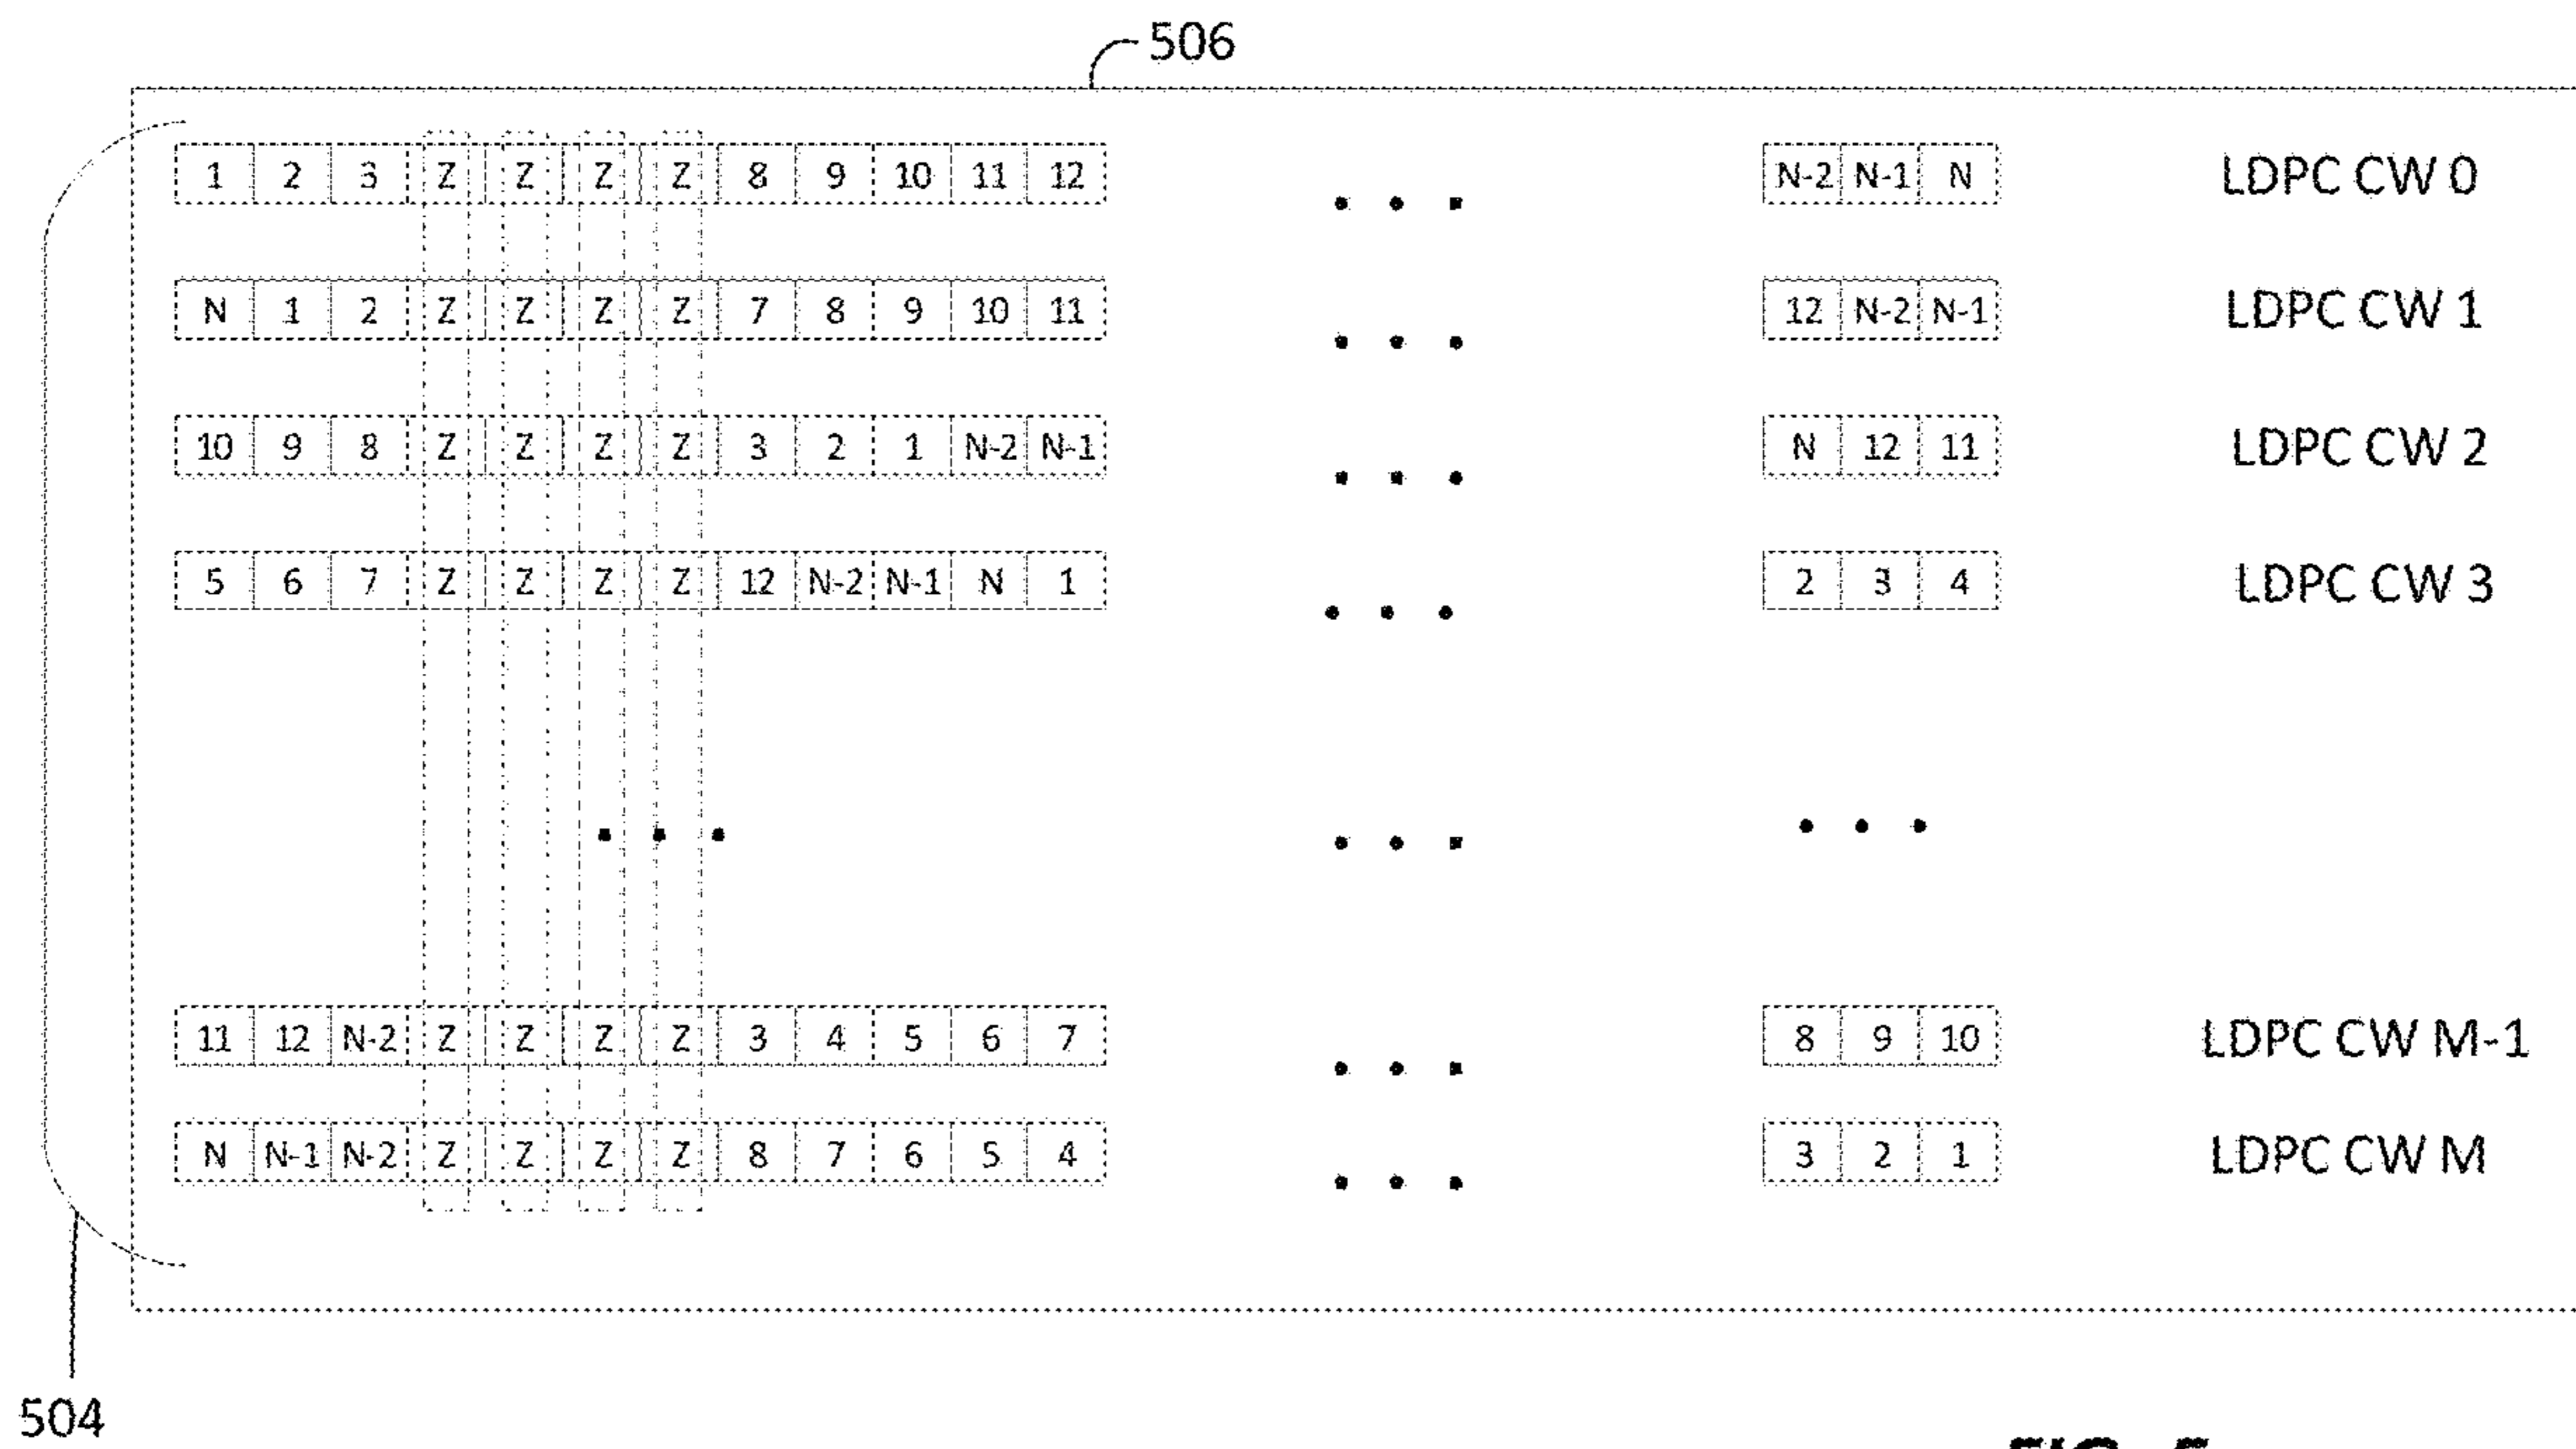 506
1 2 3 Z Z Z Z 8 9 10 11 12 . . . N-2 N-1 N LDPC CW 0
N 1 2 Z Z Z Z 7 8 9 10 11 . . . 12 N-2 N-1 LDPC CW 1
10 9 8 Z Z Z Z 3 2 1 N-2 N-1 . . . N 12 11 LDPC CW 2
5 6 7 Z Z Z Z 12 N-2 N-1 N 1 . . . 2 3 4 LDPC CW 3
. . . . . . . . .
11 12 N-2 Z Z Z Z 3 4 5 6 7 . . . 8 9 10 LDPC CW M-1
N N-1 N-2 Z Z Z Z 8 7 6 5 4 . . . 3 2 1 LDPC CW M
504